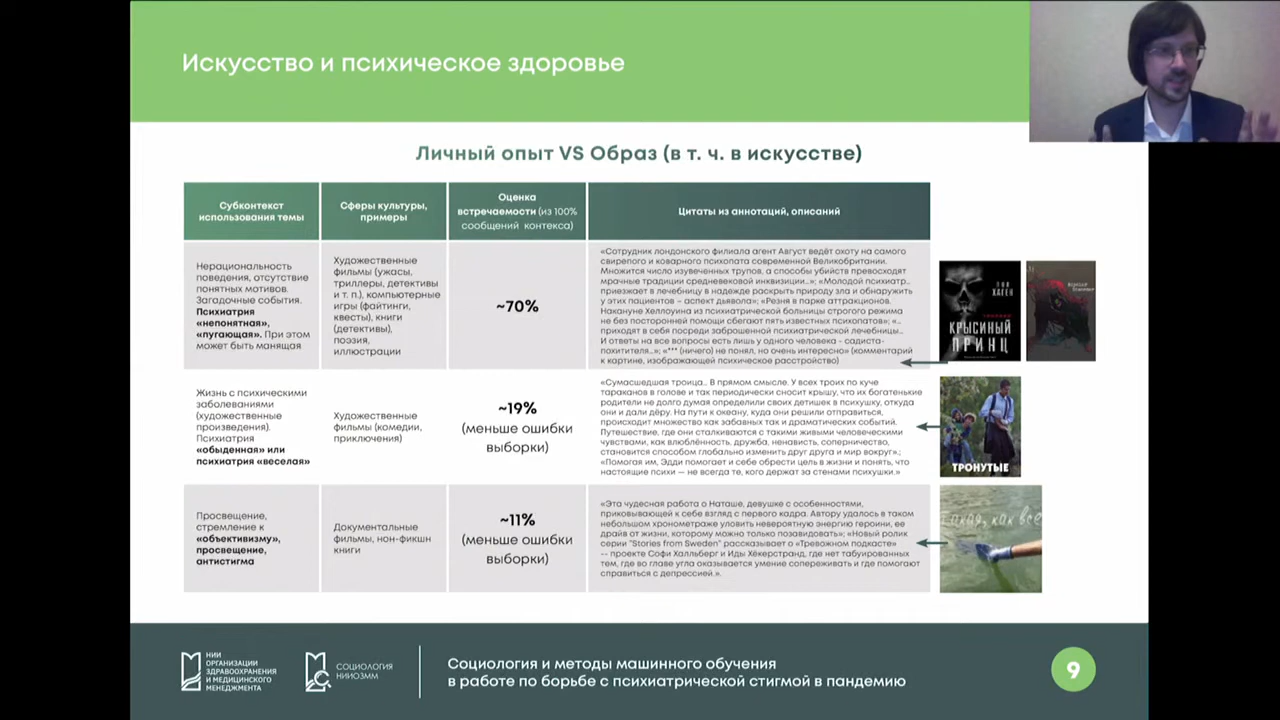 Искусство и психическое здоровье
Личный опыт VS Образ (в т. ч. в искусстве)
Субконтекст
использования темы
Сферы культуры,
примеры
Оценка
встречаемости (из 100%
сообщений контекста)
Цитаты из аннотаций, описаний
Нерациональность
поведения, отсутствие
понятных мотивов.
Загадочные события.
Психиатрия
«непонятная»,
«пугающая». При этом
может быть манящая
Художественные
фильмы (ужасы,
триллеры, детективы
и т. п.), компьютерные
игры (файтинги,
квесты), книги
(детективы),
поэзия,
иллюстрации
~70%
«Сотрудник лондонского филиала агент Август ведёт охоту на самого
свирепого и коварного психопата современной Великобритании.
Множится число изувеченных трупов, а способы убийств превосходят
мрачные традиции средневековой инквизиции...»; «Молодой психиатр..
приезжает в лечебницу в надежде раскрыть природу зла и обнаружить
у этих пациентов – аспект дьявола»; «Резня в парке аттракционов.
Накануне Хеллоуина из психиатрической больницы строгого режима
не без посторонней помощи сбегают пять известных психопатов»; «..
приходят в себя посреди заброшенной психиатрической лечебницы..
И ответы на все вопросы есть лишь у одного человека - садиста-
похитителя...»; «*** (ничего) не понял, но очень интересно» (комментарий
к картине, изображающей психическое расстройство)
КРЫСИНЫЙ
ПРИНЦ
Жизнь с психическими
заболеваниями
(художественные
произведения).
Психиатрия
«обыденная» или
психиатрия «веселая»
Художественные
фильмы (комедии,
приключения)
~19%
(меньше ошибки
выборки)
«Сумасшедшая троица... В прямом смысле. У всех троих по куче
тараканов в голове и так периодически сносит крышу, что их богатенькие
родители не долго думая определили своих детишек в психушку, откуда
они и дали дёру. На пути к океану, куда они решили отправиться,
происходит множество как забавных так и драматических событий.
Путешествие, где они сталкиваются с такими живыми человеческими
чувствами, как влюблённость, дружба, ненависть, соперничество,
становится способом глобально изменить друг друга и мир вокруг».;
«Помогая им, Эдди помогает и себе обрести цель в жизни и понять, что
настоящие психи — не всегда те, кого держат за стенами психушки.»
ТРОНУТЫЕ
Просвещение,
стремление к
«объективизму»,
просвещение,
антистигма
Документальные
фильмы, нон-фикшн
книги
~11%
(меньше ошибки
выборки)
«Эта чудесная работа о Наташе, девушке с особенностями,
приковывающей к себе взгляд с первого кадра. Автору удалось в таком
небольшом хронометраже уловить невероятную энергию героини, ее
драйв от жизни, которому можно только позавидовать»; «Новый ролик
серии "Stories from Sweden" рассказывает о «Тревожном подкасте»
-- проекте Софи Халльберг и Иды Хёкерстранд, где нет табуированных
тем, где во главе угла оказывается умение сопереживать и где помогают
справиться с депрессией.».
такая, как все
НИИ
ОРГАНИЗАЦИИ
ЗДРАВООХРАНЕНИЯ
И МЕДИЦИНСКОГО
МЕНЕДЖМЕНТА
СОЦИОЛОГИЯ
НИИОЗММ
Социология и методы машинного обучения
в работе по борьбе с психиатрической стигмой в пандемию
9